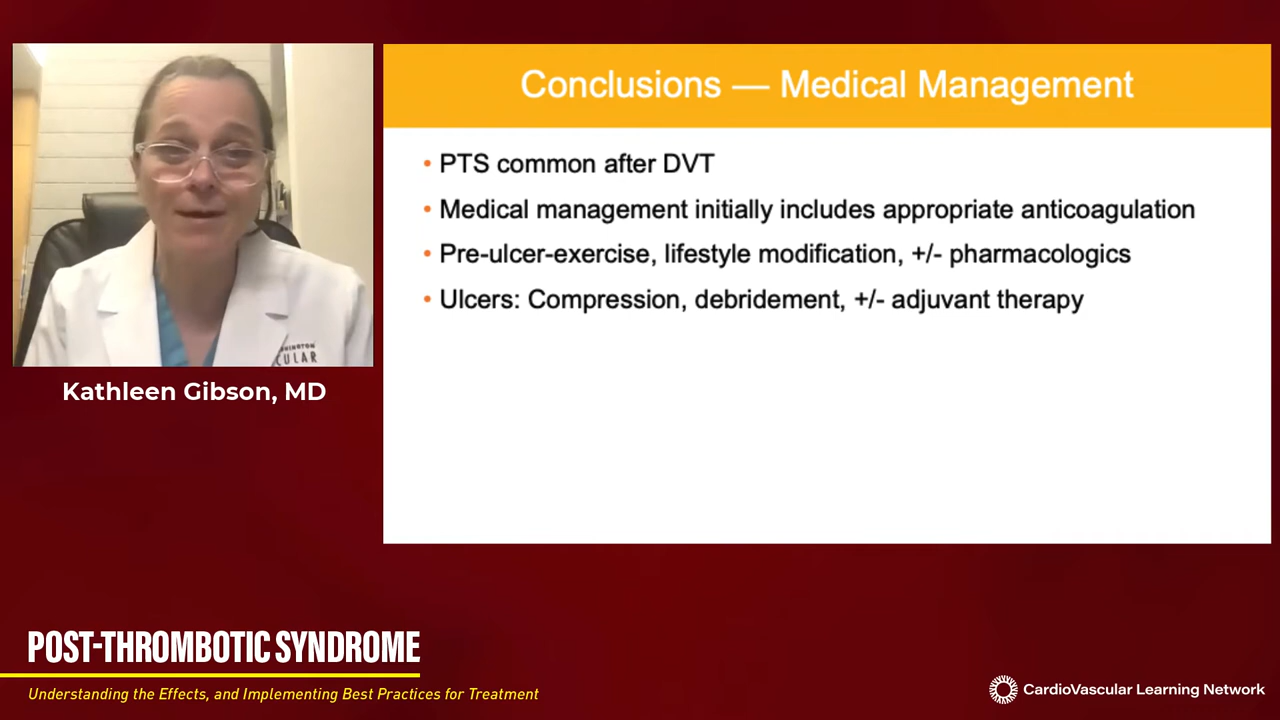 Conclusions — Medical Management
• PTS common after DVT
• Medical management initially includes appropriate anticoagulation
• Pre-ulcer-exercise, lifestyle modification, +/- pharmacologics
• Ulcers: Compression, debridement, +/- adjuvant therapy
Kathleen Gibson, MD
POST-THROMBOTIC SYNDROME
Understanding the Effects, and Implementing Best Practices for Treatment
CardioVascular Learning Network